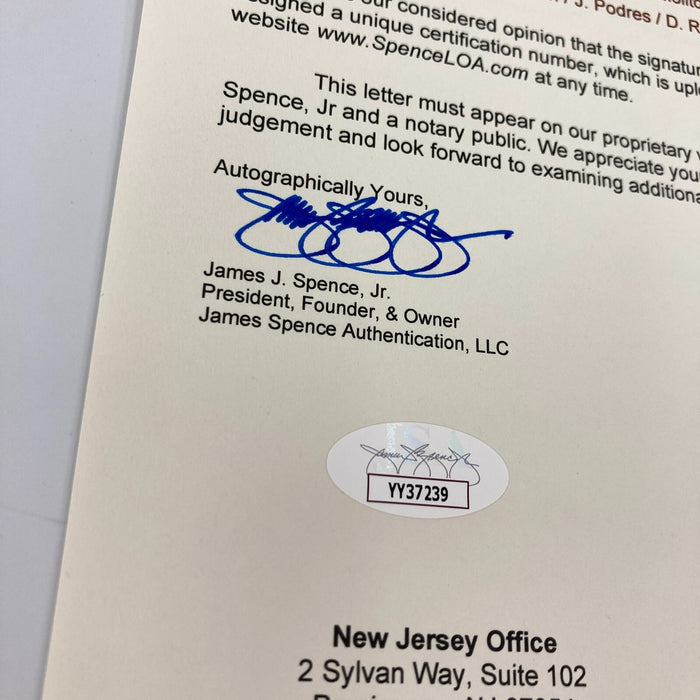 / J. Podres / D. R
our considered opinion that the signatur
signed a unique certification number, which is uplo
website www.SpenceLOA.com at any time.
This letter must appear on our proprietary
Spence, Jr and a notary public. We appreciate you
judgement and look forward to examining additiona
Autographically Yours,
James J. Spence, Jr.
President, Founder, & Owner
James Spence Authentication, LLC
YY37239
New Jersey Office
2 Sylvan Way, Suite 102